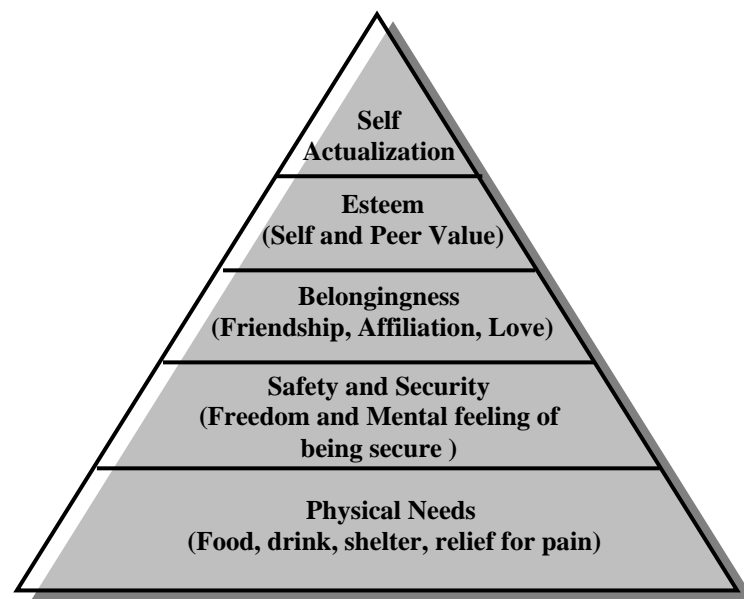 Self
Actualization
Esteem
(Self and Peer Value)
Belongingness
(Friendship, Affiliation, Love)
Safety and Security
(Freedom and Mental feeling of
being secure )
Physical Needs
(Food, drink, shelter, relief for pain)